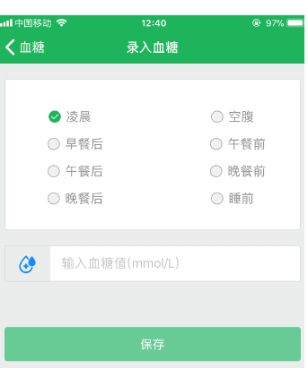 中国移动 12:40 97%
血糖 录入血糖
凌晨 空腹
早餐后 午餐前
午餐后 晚餐前
晚餐后 睡前
输入血糖值(mmol/L)
保存